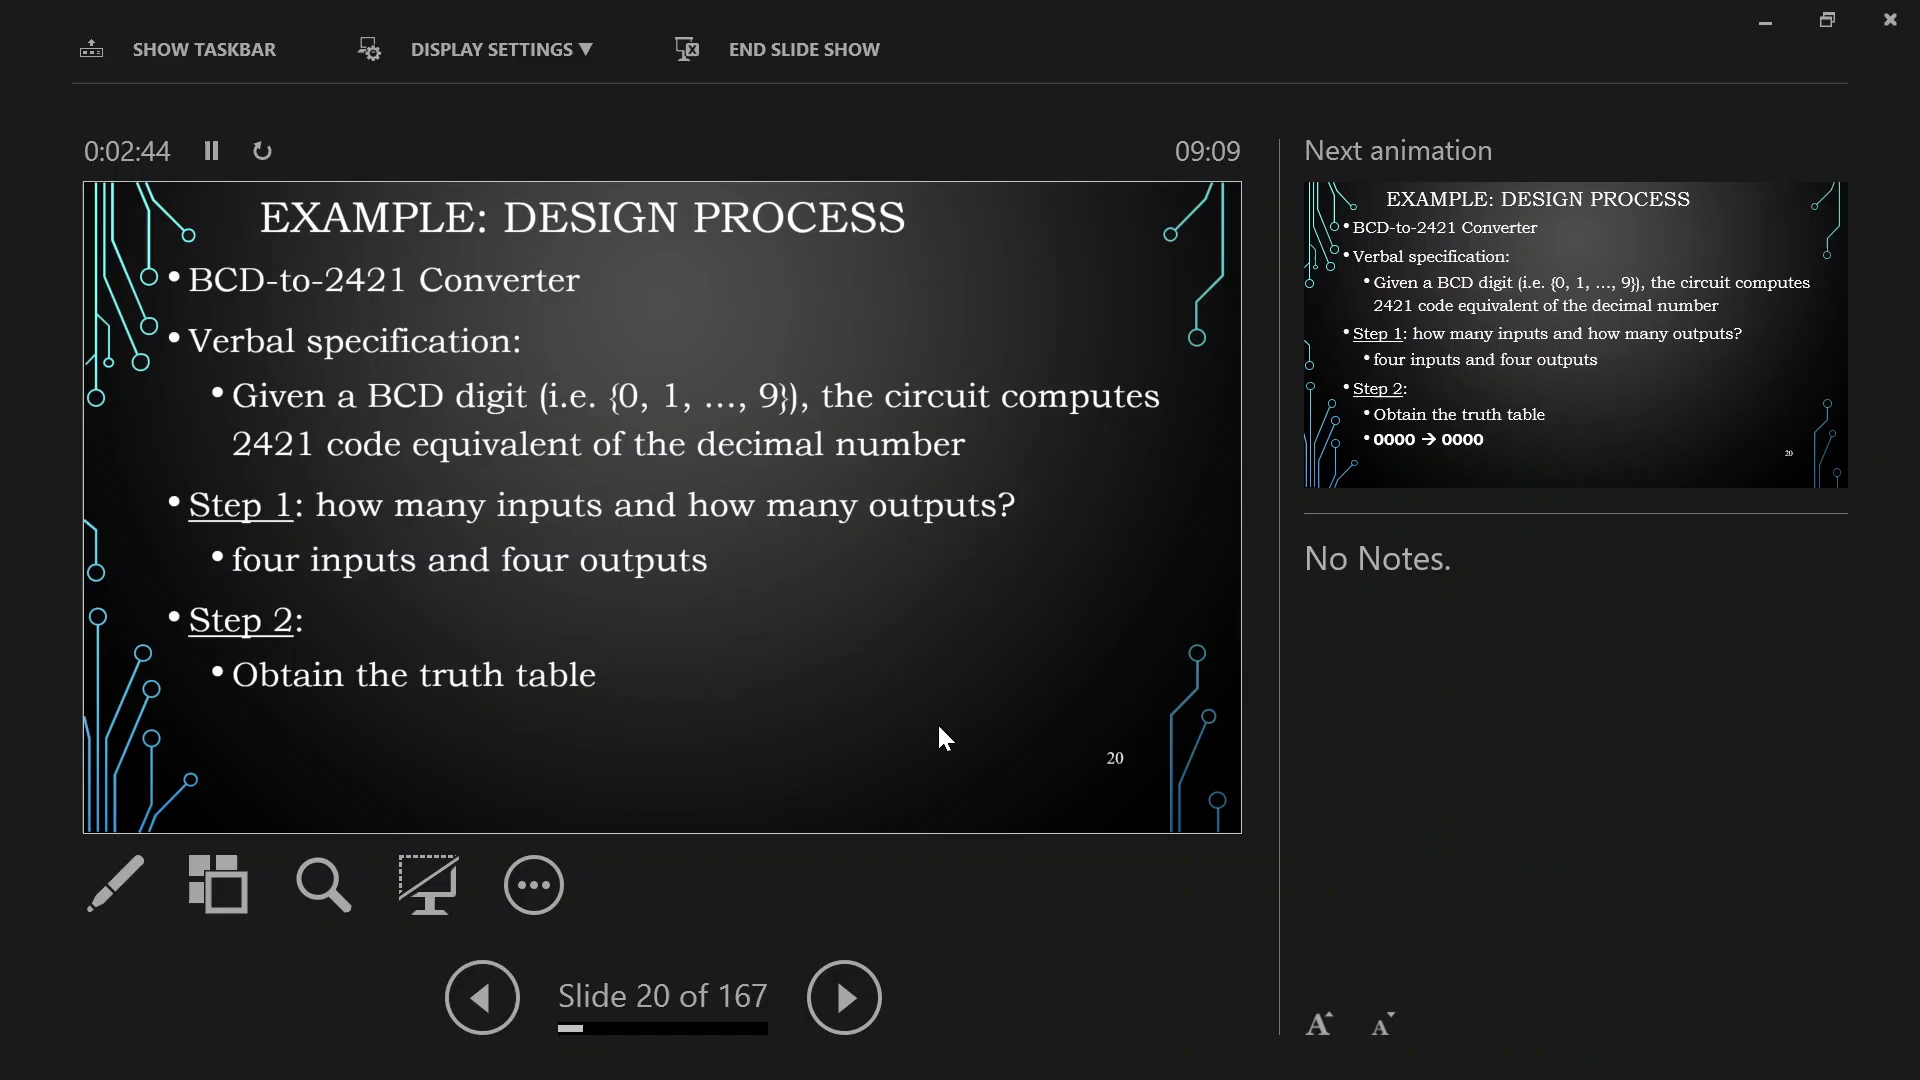 SHOW TASKBAR
DISPLAY SETTINGS ▼
END SLIDE SHOW
0:02:44
09:09
EXAMPLE: DESIGN PROCESS
• BCD-to-2421 Converter
• Verbal specification:
• Given a BCD digit (i.e. {0, 1, …, 9}), the circuit computes
2421 code equivalent of the decimal number
• Step 1: how many inputs and how many outputs?
• four inputs and four outputs
• Step 2:
• Obtain the truth table
20
Slide 20 of 167
Next animation
EXAMPLE: DESIGN PROCESS
• BCD-to-2421 Converter
• Verbal specification:
• Given a BCD digit (i.e. {0, 1, …, 9}), the circuit computes
2421 code equivalent of the decimal number
• Step 1: how many inputs and how many outputs?
• four inputs and four outputs
• Step 2:
• Obtain the truth table
• 0000 → 0000
20
No Notes.
A A